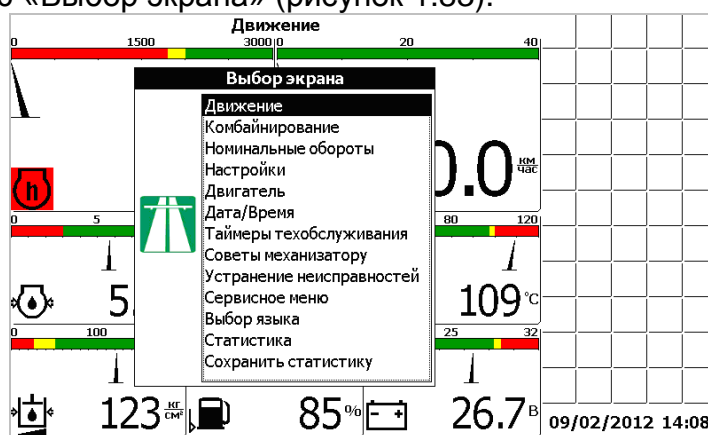 «Выбор экрана» (рисунок 1.88).
Движение
0 1500 3000 0 20 40
Выбор экрана
Движение
Комбайнирование
Номинальные обороты
Настройки
Двигатель
Дата/Время
Таймеры техобслуживания
Советы механизатору
Устранение неисправностей
Сервисное меню
Выбор языка
Статистика
Сохранить статистику
0.0 км/час
h
0 5 80 120
5. 109 °C
0 100 25 32
123 кг/см² 85 % - + 26.7 В
09/02/2012 14:08